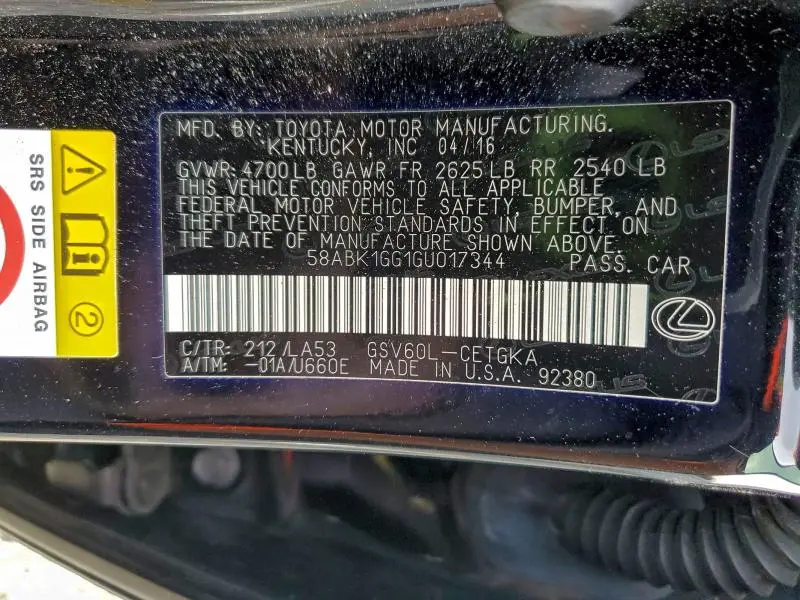 MFD. BY: TOYOTA MOTOR MANUFACTURING.
KENTUCKY, INC 04/16
GVWR: 4700LB GAWR FR 2625LB RR 2540 LB
THIS VEHICLE CONFORMS TO ALL APPLICABLE
FEDERAL MOTOR VEHICLE SAFETY, BUMPER, AND
THEFT PREVENTION STANDARDS IN EFFECT ON
THE DATE OF MANUFACTURE SHOWN ABOVE.
58ABK1GG1GU017344 PASS. CAR
C/TR: 212/LA53 GSV60L-CETGKA
A/TM: -01A/U660E MADE IN U.S.A. 92380
SRS SIDE AIRBAG
2